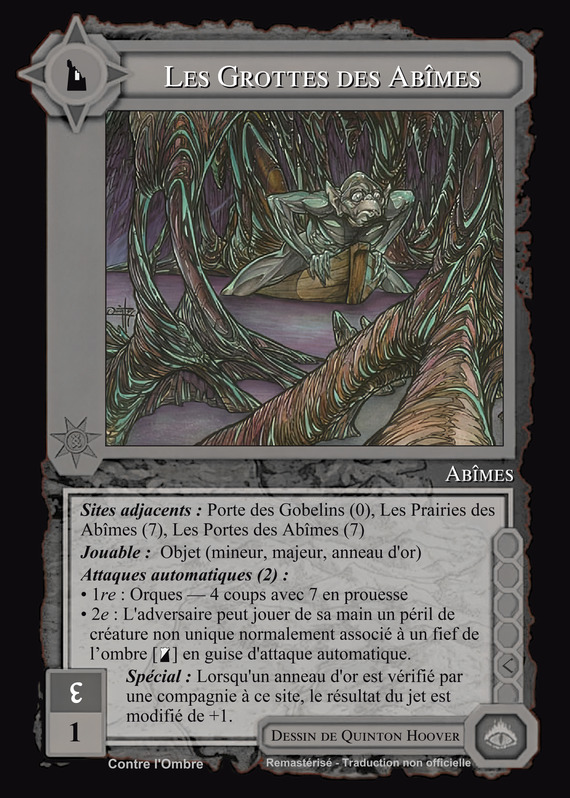 Les Grottes des Abîmes
Abîmes
Sites adjacents : Porte des Gobelins (0), Les Prairies des
Abîmes (7), Les Portes des Abîmes (7)
Jouable : Objet (mineur, majeur, anneau d'or)
Attaques automatiques (2) :
• 1re : Orques — 4 coups avec 7 en prouesse
• 2e : L'adversaire peut jouer de sa main un péril de
créature non unique normalement associé à un fief de
l'ombre [] en guise d'attaque automatique.
Spécial : Lorsqu'un anneau d'or est vérifié par
une compagnie à ce site, le résultat du jet est
modifié de +1.
1
Dessin de Quinton Hoover
Contre l'Ombre
Remastérisé - Traduction non officielle